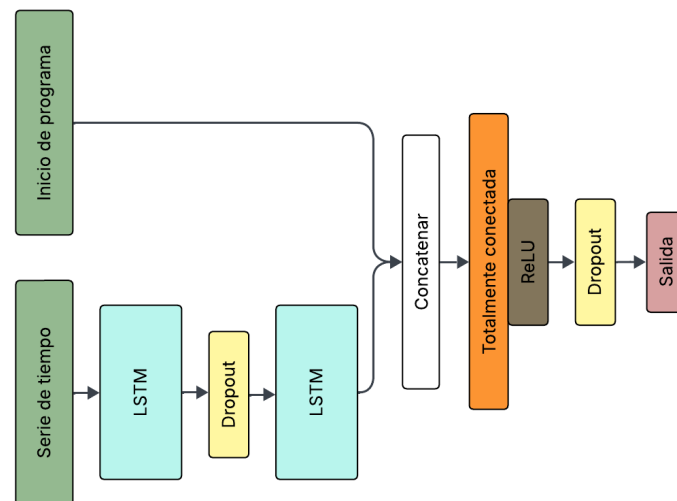 Inicio de programa
Serie de tiempo
LSTM
Dropout
LSTM
Concatenar
Totalmente conectada
ReLU
Dropout
Salida